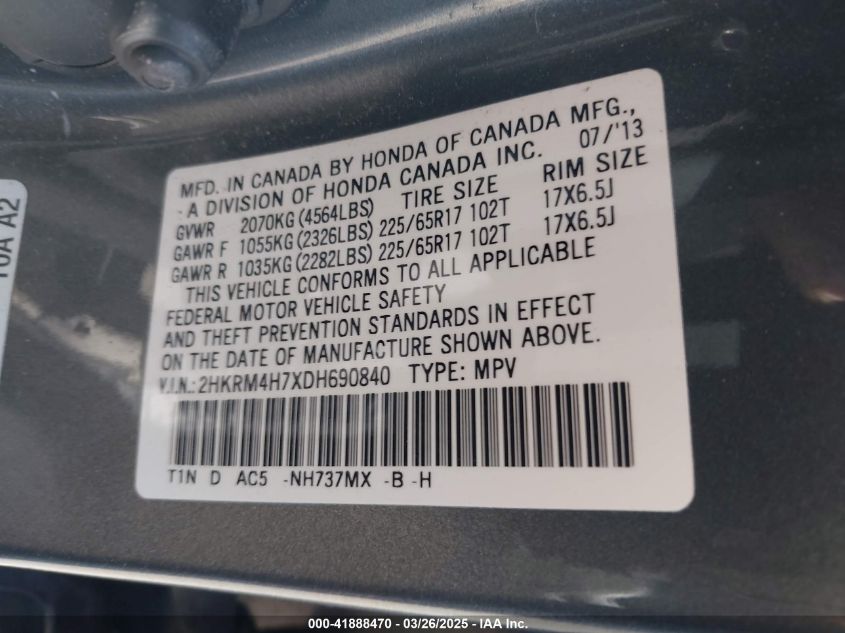 MFD. IN CANADA BY HONDA OF CANADA MFG.,
- A DIVISION OF HONDA CANADA INC. 07/'13
GVWR 2070KG (4564LBS) TIRE SIZE RIM SIZE
GAWR F 1055KG (2326LBS) 225/65R17 102T 17X6.5J
GAWR R 1035KG (2282LBS) 225/65R17 102T 17X6.5J
THIS VEHICLE CONFORMS TO ALL APPLICABLE
FEDERAL MOTOR VEHICLE SAFETY
AND THEFT PREVENTION STANDARDS IN EFFECT
ON THE DATE OF MANUFACTURE SHOWN ABOVE.
V.I.N.: 2HKRM4H7XDH690840 TYPE: MPV
T1N D AC5 -NH737MX -B -H
10A A2
000-41888470 - 03/26/2025 - IAA Inc.